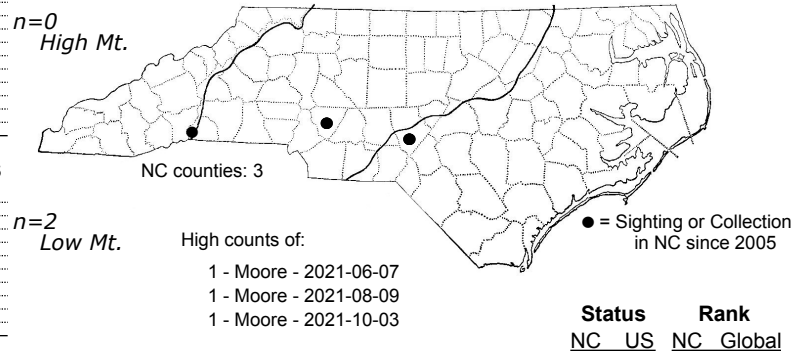 n=0
High Mt.
NC counties: 3
n=2
Low Mt.
High counts of:
1 - Moore - 2021-06-07
1 - Moore - 2021-08-09
1 - Moore - 2021-10-03
● = Sighting or Collection
in NC since 2005
Status Rank
NC US NC Global